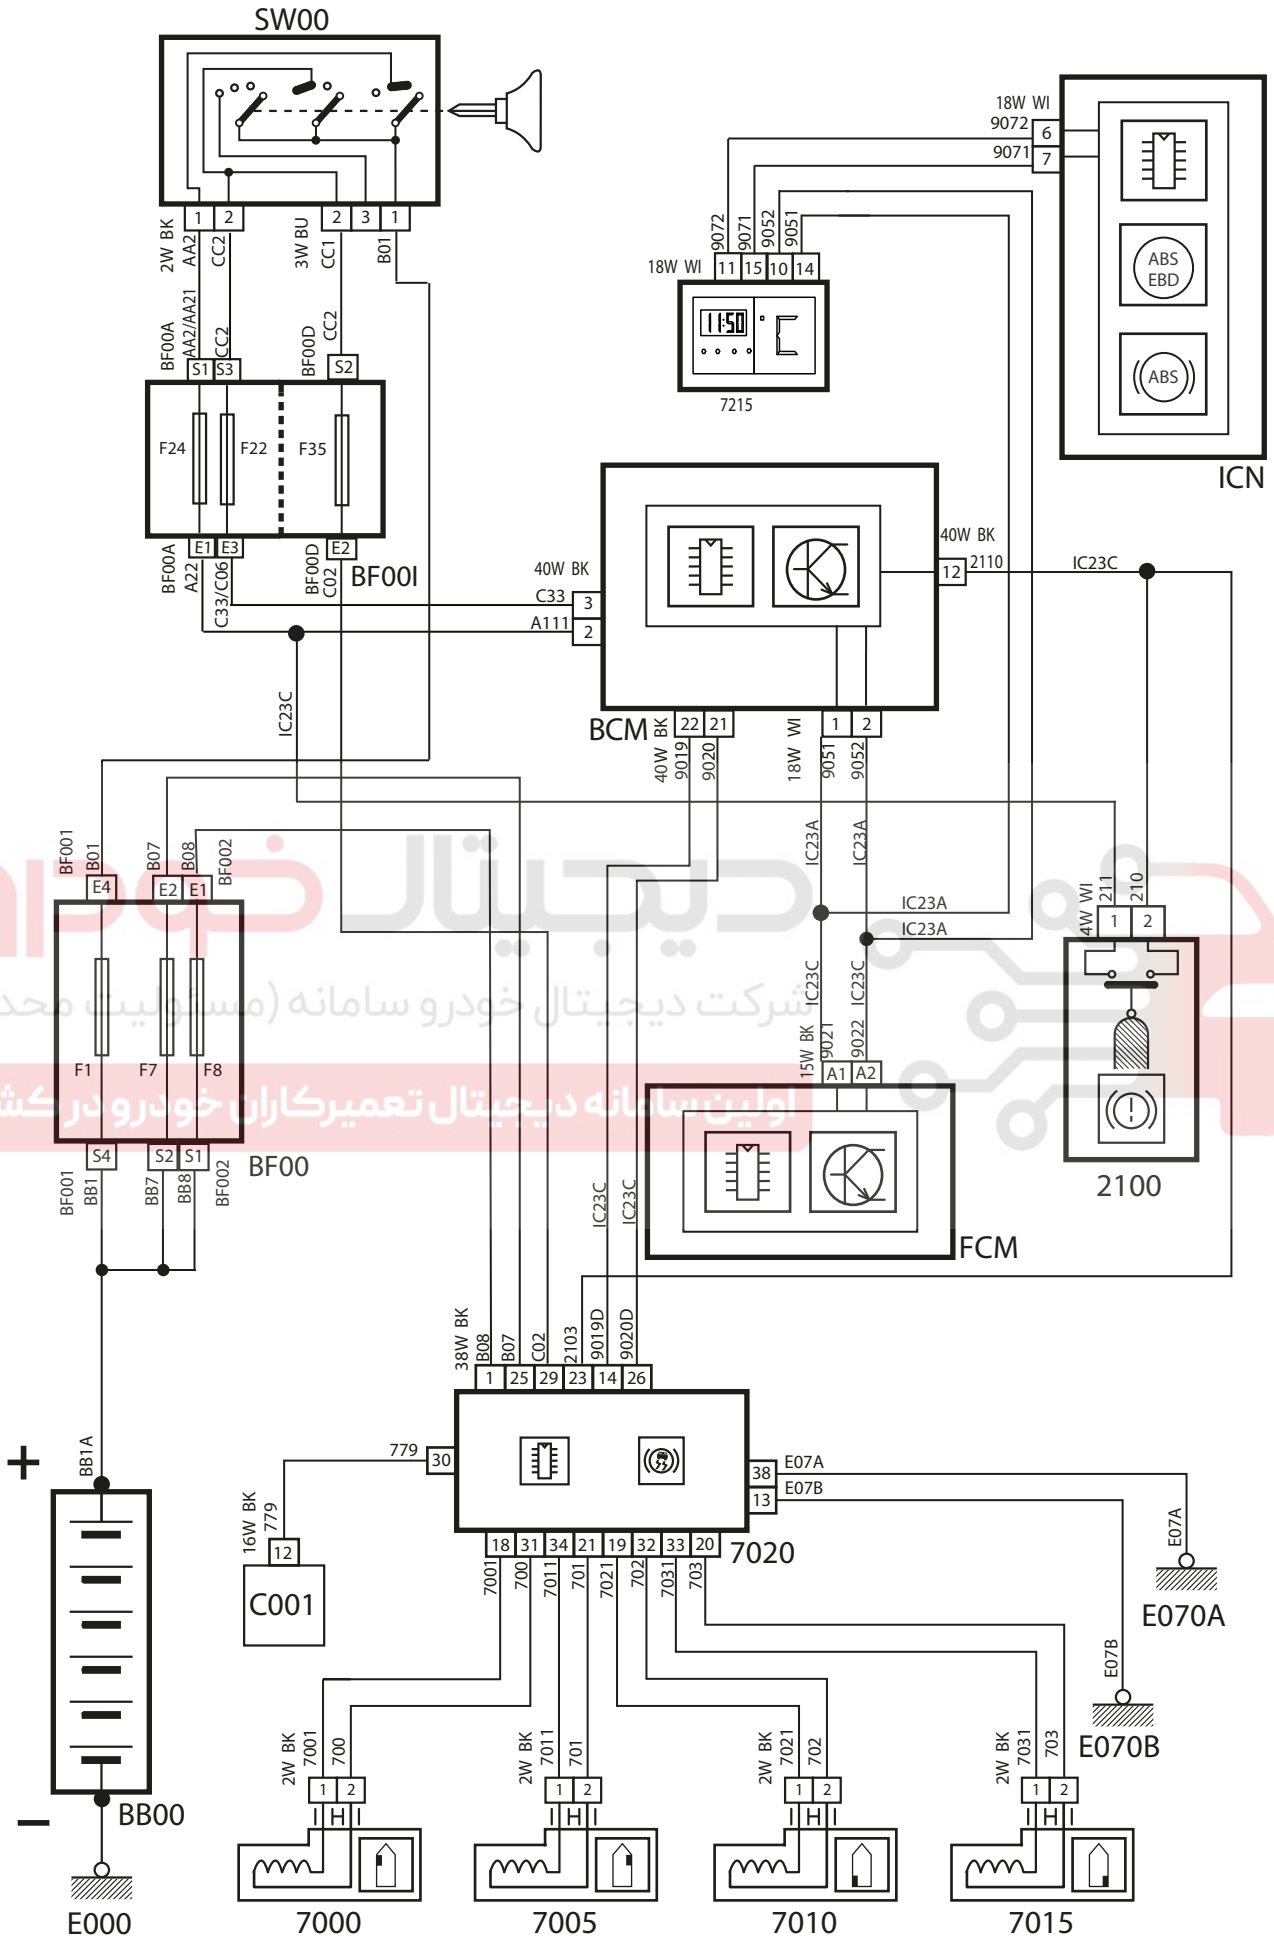 SW00
2W BK
AA2
CC2
3W BU
CC1
B01
1
2
2
3
1
BF00A
AA2/AA21
CC2
BF00D
CC2
S1
S3
S2
F24
F22
F35
E1
E3
E2
BF00A
A22
C33/C06
BF00D
C02
BF00I
18W WI
9072
9071
6
7
ABS
EBD
ABS
ICN
9072
9071
9052
9051
18W WI
11
15
10
14
11:50
7215
40W BK
C33
A111
3
2
40W BK
12
2110
IC23C
BCM
40W BK
22
21
9019
9020
18W WI
1
2
9051
9052
IC23C
IC23A
IC23A
IC23A
IC23A
IC23C
IC23C
BF001
B01
B07
B08
BF002
E4
E2
E1
F1
F7
F8
S4
S2
S1
BF001
BB1
BB7
BB8
BF002
BF00
دیجیتال خودرو
شرکت دیجیتال خودرو سامانه (مسئولیت محد
اولین سامانه دیجیتال تعمیرکاران خودرو در کش
4W WI
211
210
1
2
2100
15W BK
9021
9022
A1
A2
FCM
IC23C
IC23C
38W BK
B08
B07
C02
2103
9019D
9020D
1
25
29
23
14
26
779
30
38
E07A
13
E07B
16W BK
779
12
C001
18
31
34
21
19
32
33
20
7020
7001
700
7011
701
7021
702
7031
703
E07A
E070A
E07B
E070B
+
BB1A
−
BB00
E000
2W BK
7001
700
1
2
7000
2W BK
7011
701
1
2
7005
2W BK
7021
702
1
2
7010
2W BK
7031
703
1
2
7015